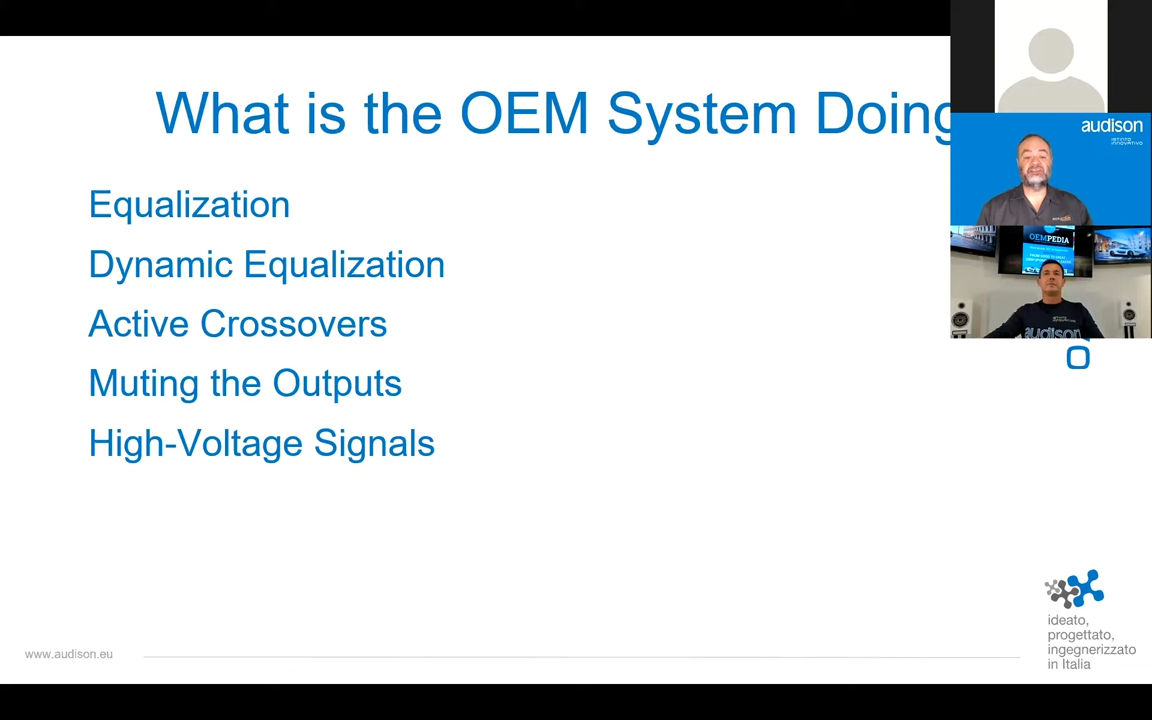 What is the OEM System Doing
Equalization
Dynamic Equalization
Active Crossovers
Muting the Outputs
High-Voltage Signals
audison
OEMPEDIA
audison
www.audison.eu
ideato,
progettato,
ingegnerizzato
in Italia